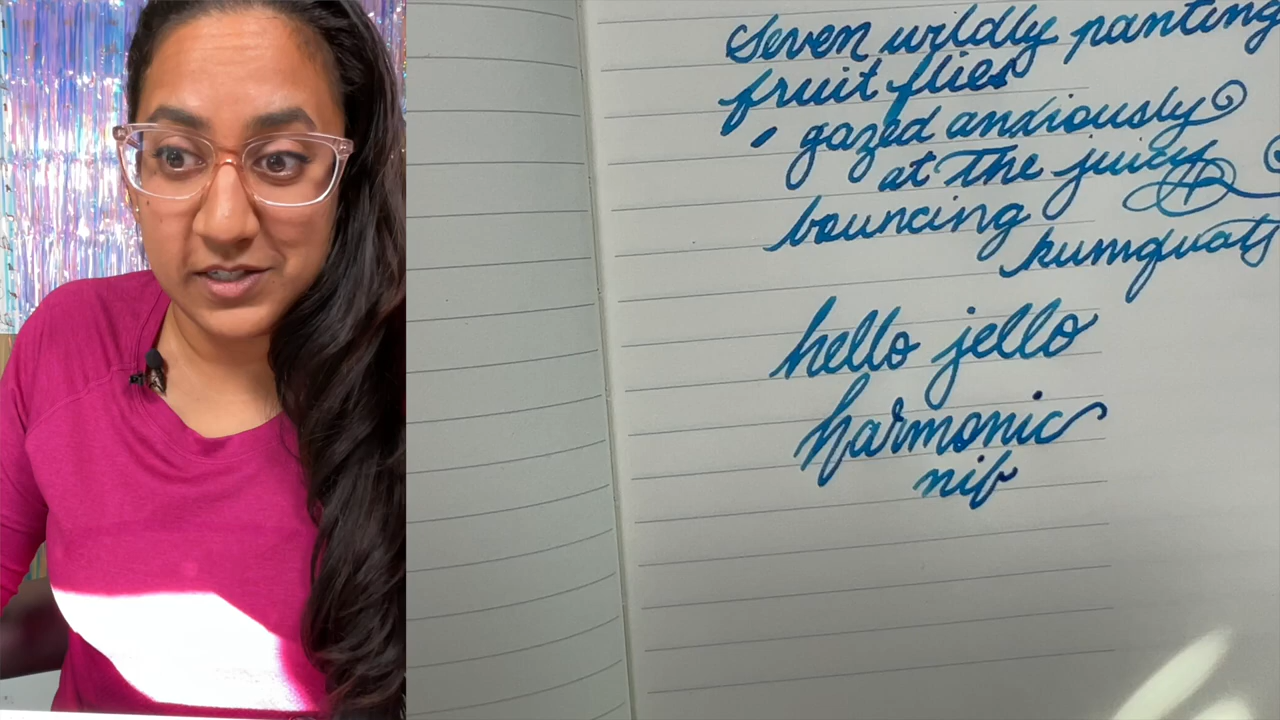 seven wildly panting
fruit flies
gazed anxiously
at the juicy
bouncing
kumquats
hello jello
harmonic
nib